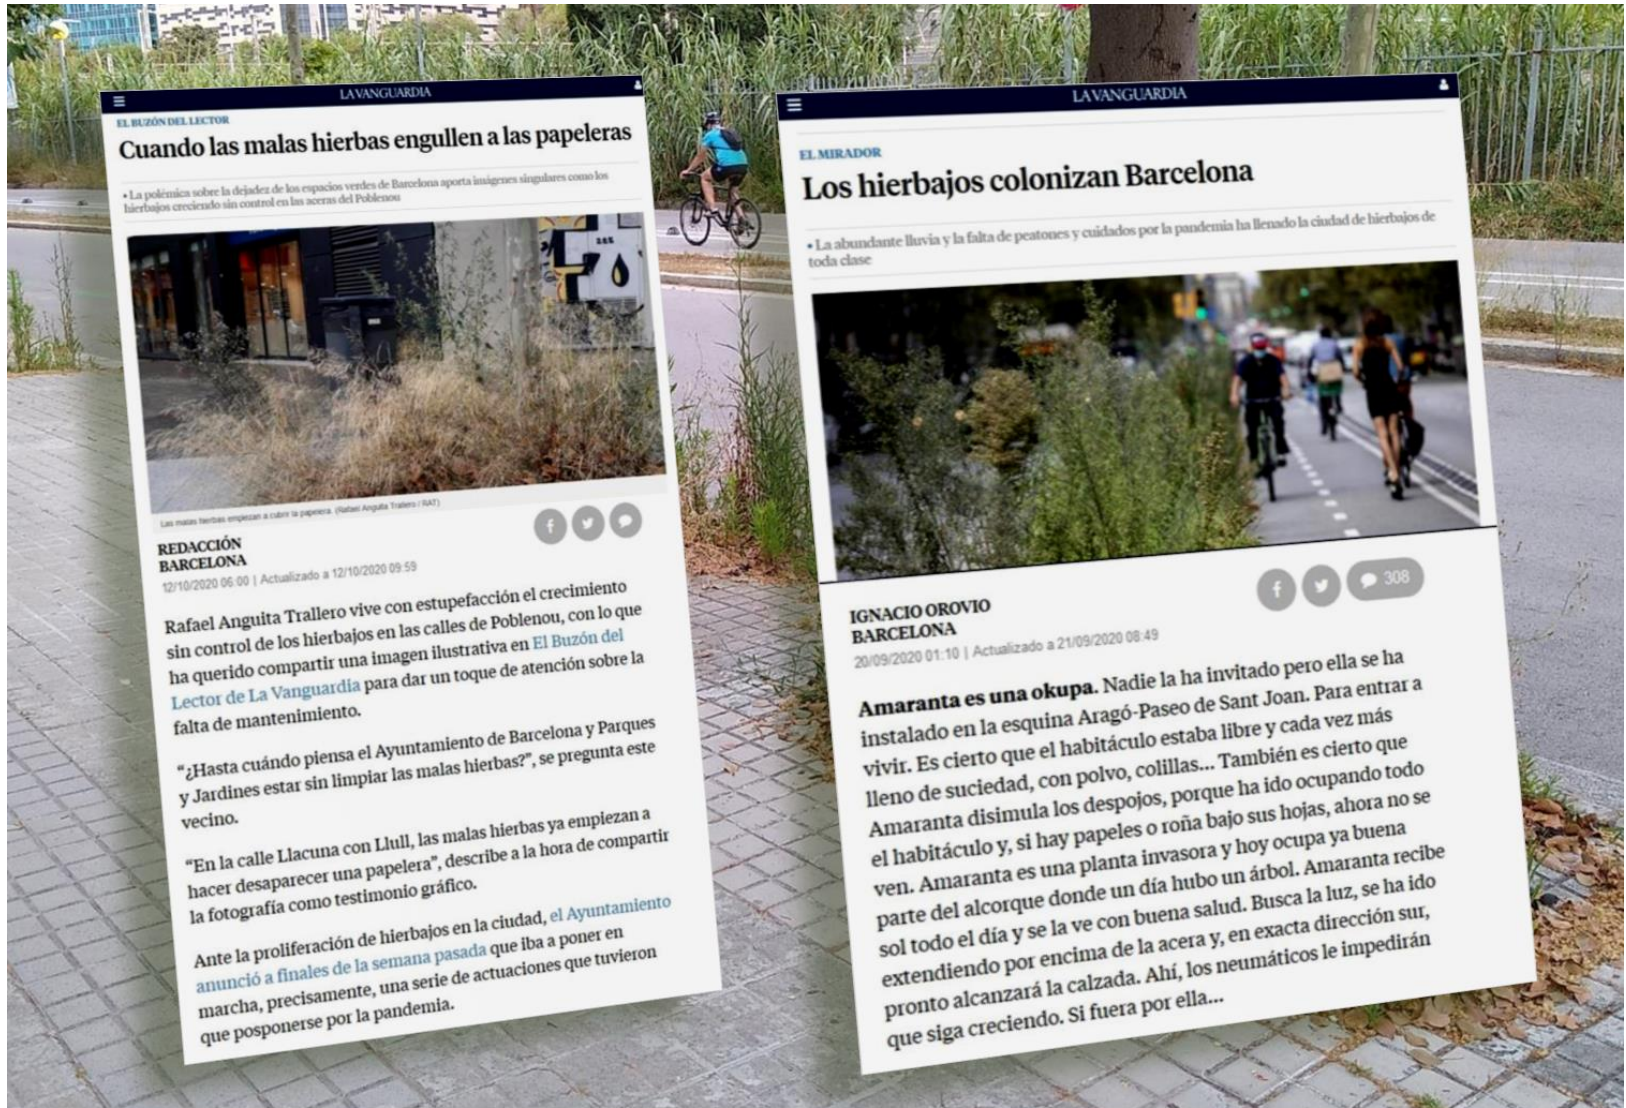 LA VANGUARDIA
EL BUZÓN DEL LECTOR
Cuando las malas hierbas engullen a las papeleras
• La polémica sobre la dejadez de los espacios verdes de Barcelona aporta imágenes singulares como los
hierbajos creciendo sin control en las aceras del Poblenou
Las malas hierbas empiezan a cubrir la papelera. (Rafael Anguita Trallero / RAT)
REDACCIÓN
BARCELONA
12/10/2020 06:00 | Actualizado a 12/10/2020 09:59
Rafael Anguita Trallero vive con estupefacción el crecimiento
sin control de los hierbajos en las calles de Poblenou, con lo que
ha querido compartir una imagen ilustrativa en El Buzón del
Lector de La Vanguardia para dar un toque de atención sobre la
falta de mantenimiento.
“¿Hasta cuándo piensa el Ayuntamiento de Barcelona y Parques
y Jardines estar sin limpiar las malas hierbas?”, se pregunta este
vecino.
“En la calle Llacuna con Llull, las malas hierbas ya empiezan a
hacer desaparecer una papelera”, describe a la hora de compartir
la fotografía como testimonio gráfico.
Ante la proliferación de hierbajos en la ciudad, el Ayuntamiento
anunció a finales de la semana pasada que iba a poner en
marcha, precisamente, una serie de actuaciones que tuvieron
que posponerse por la pandemia.
LA VANGUARDIA
EL MIRADOR
Los hierbajos colonizan Barcelona
• La abundante lluvia y la falta de peatones y cuidados por la pandemia ha llenado la ciudad de hierbajos de
toda clase
308
IGNACIO OROVIO
BARCELONA
20/09/2020 01:10 | Actualizado a 21/09/2020 08:49
Amaranta es una okupa. Nadie la ha invitado pero ella se ha
instalado en la esquina Aragó-Paseo de Sant Joan. Para entrar a
vivir. Es cierto que el habitáculo estaba libre y cada vez más
lleno de suciedad, con polvo, colillas... También es cierto que
Amaranta disimula los despojos, porque ha ido ocupando todo
el habitáculo y, si hay papeles o roña bajo sus hojas, ahora no se
ven. Amaranta es una planta invasora y hoy ocupa ya buena
parte del alcorque donde un día hubo un árbol. Amaranta recibe
sol todo el día y se la ve con buena salud. Busca la luz, se ha ido
extendiendo por encima de la acera y, en exacta dirección sur,
pronto alcanzará la calzada. Ahí, los neumáticos le impedirán
que siga creciendo. Si fuera por ella...